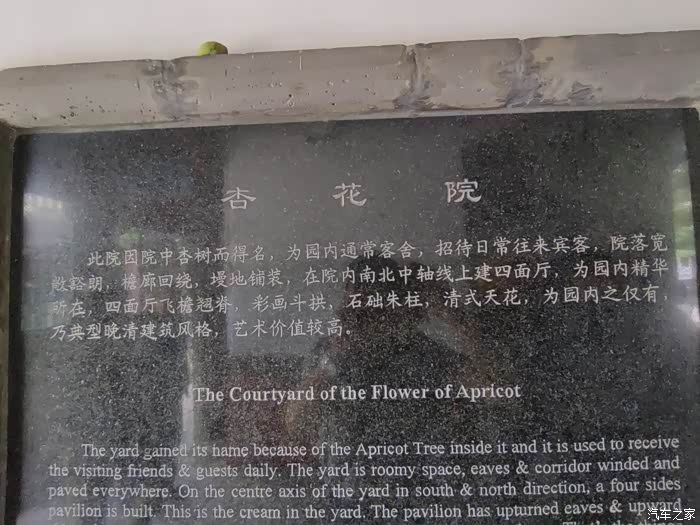 杏花院
此院因院中杏树而得名，为园内通常客舍，招待日常往来宾客，院落宽
敞豁明，檐廊回绕，墁地铺装，在院内南北中轴线上建四面厅，为园内精华
所在，四面厅飞檐翘脊，彩画斗拱，石础朱柱，清式天花，为园内之仅有，
乃典型晚清建筑风格，艺术价值较高。
The Courtyard of the Flower of Apricot
The yard gained its name because of the Apricot Tree inside it and it is used to receive
the visiting friends & guests daily. The yard is roomy space, eaves & corridor winded and
paved everywhere. On the centre axis of the yard in south & north direction, a four sides
pavilion is built. This is the cream in the yard. The pavilion has upturned eaves & upward
汽车之家